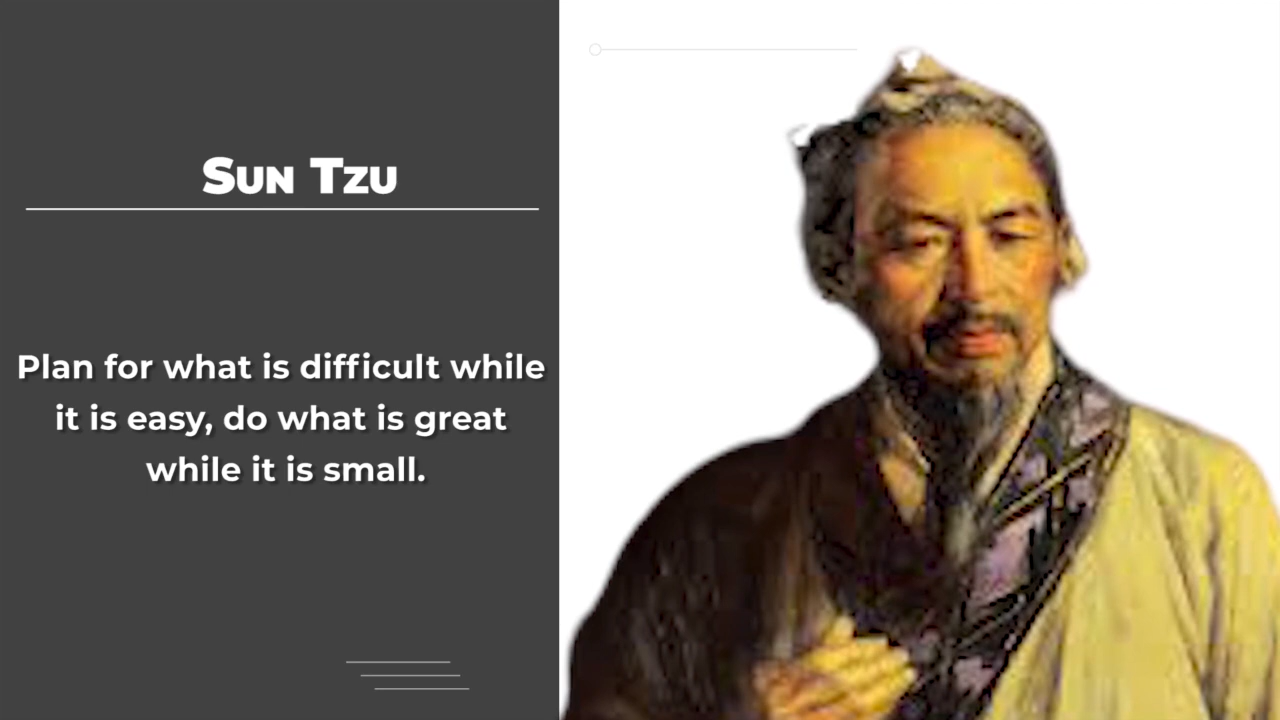 Sun Tzu
Plan for what is difficult while
it is easy, do what is great
while it is small.